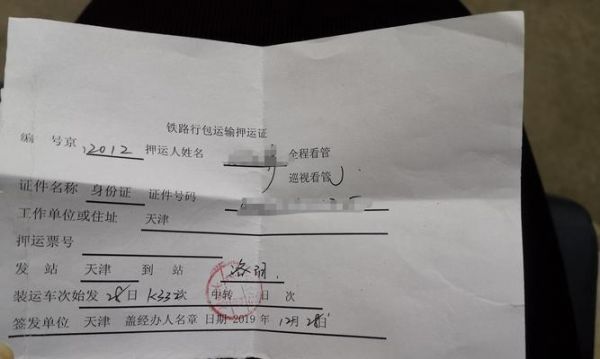 铁路行包运输押运证
编 号京 12012 押运人姓名 全程看管
巡视看管
证件名称 身份证 证件号码
工作单位或住址 天津
押运票号
发 站 天津 到 站 洛阳
装运车次始发 28日 K33次 中转 日 次
签发单位 天津 盖经办人名章 日期 2019年 12月 28日